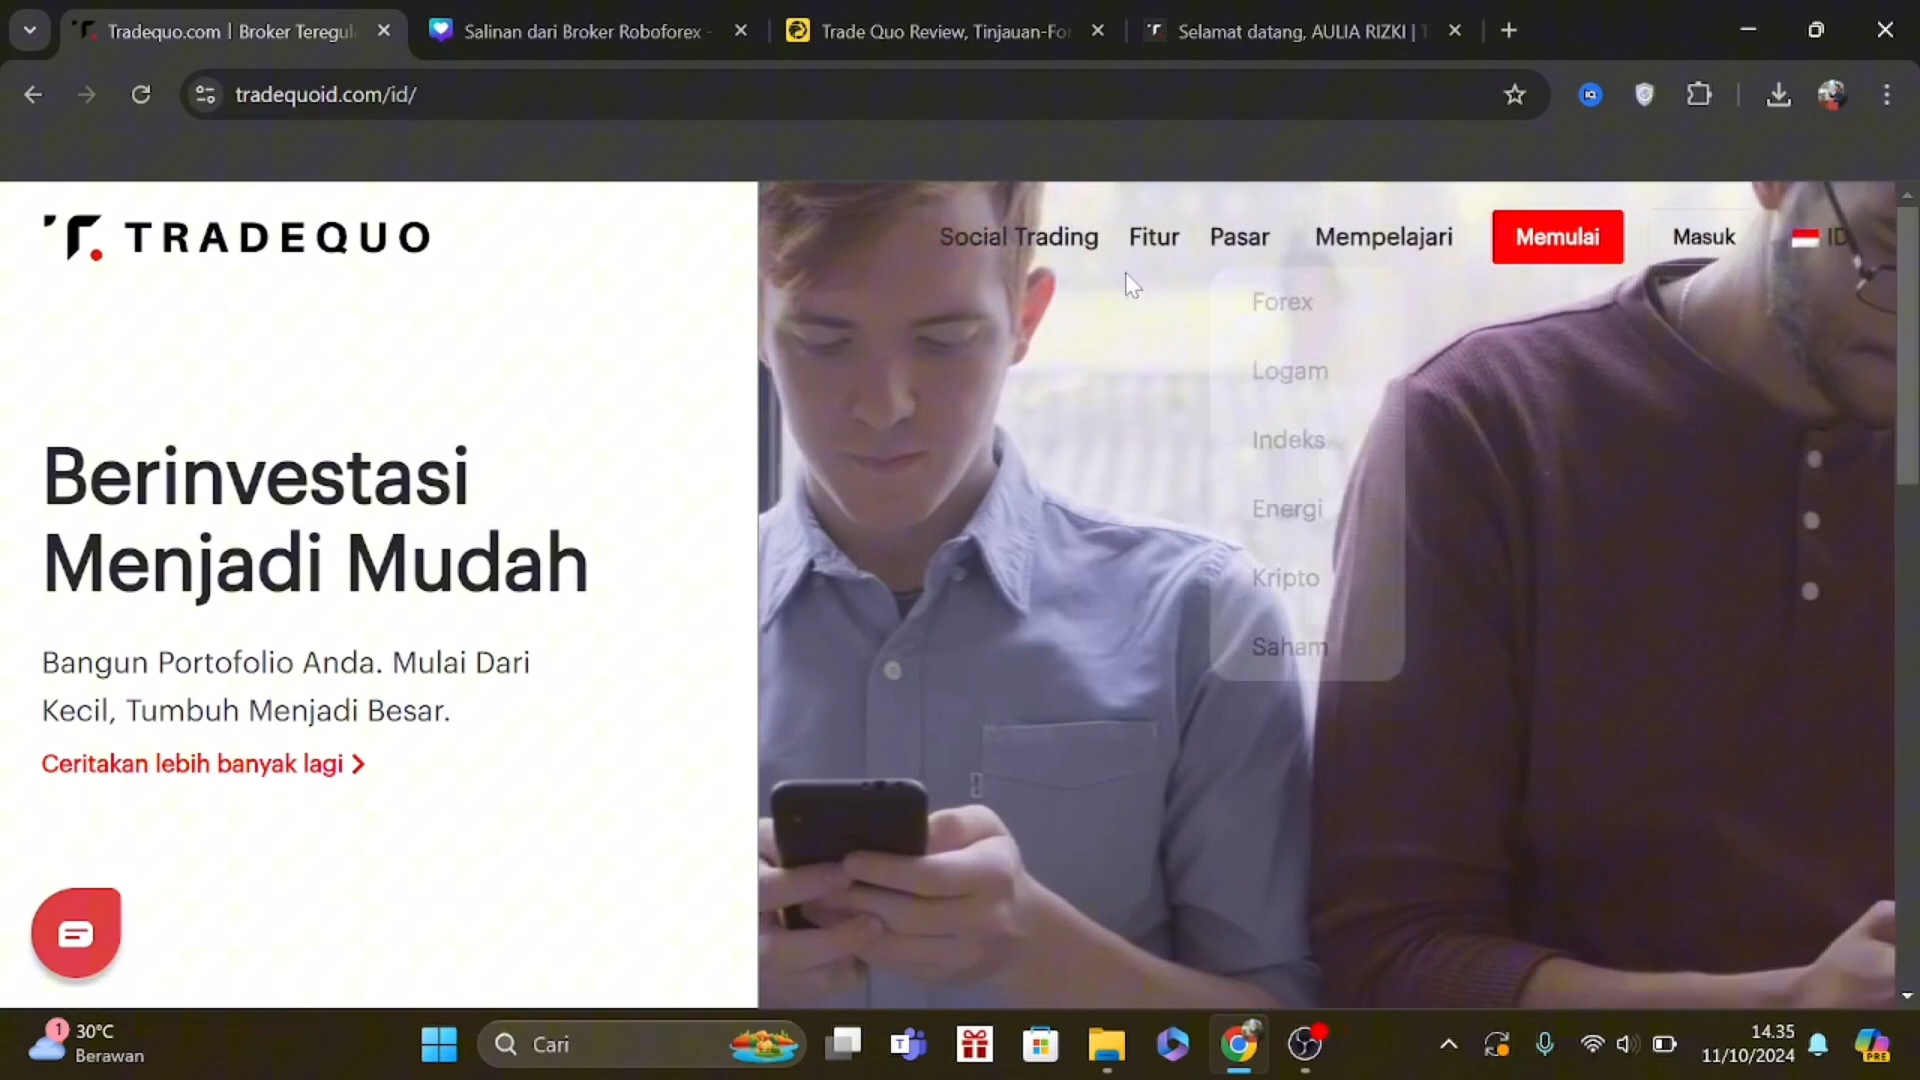 Tradequo.com | Broker Teregula
Salinan dari Broker Roboforex -
Trade Quo Review, Tinjauan-For
Selamat datang, AULIA RIZKI | T
tradequoid.com/id/
TRADEQUO
Social Trading
Fitur
Pasar
Mempelajari
Memulai
Masuk
ID
Forex
Logam
Indeks
Energi
Kripto
Saham
Berinvestasi
Menjadi Mudah
Bangun Portofolio Anda. Mulai Dari
Kecil, Tumbuh Menjadi Besar.
Ceritakan lebih banyak lagi
1
30°C
Berawan
Cari
14.35
11/10/2024
PRE